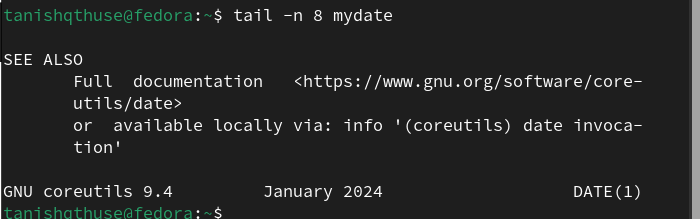 tanishqthuse@fedora:~$ tail -n 8 mydate
SEE ALSO
Full documentation <https://www.gnu.org/software/core-
utils/date>
or available locally via: info '(coreutils) date invoca-
tion'
GNU coreutils 9.4 January 2024 DATE(1)
tanishqthuse@fedora:~$